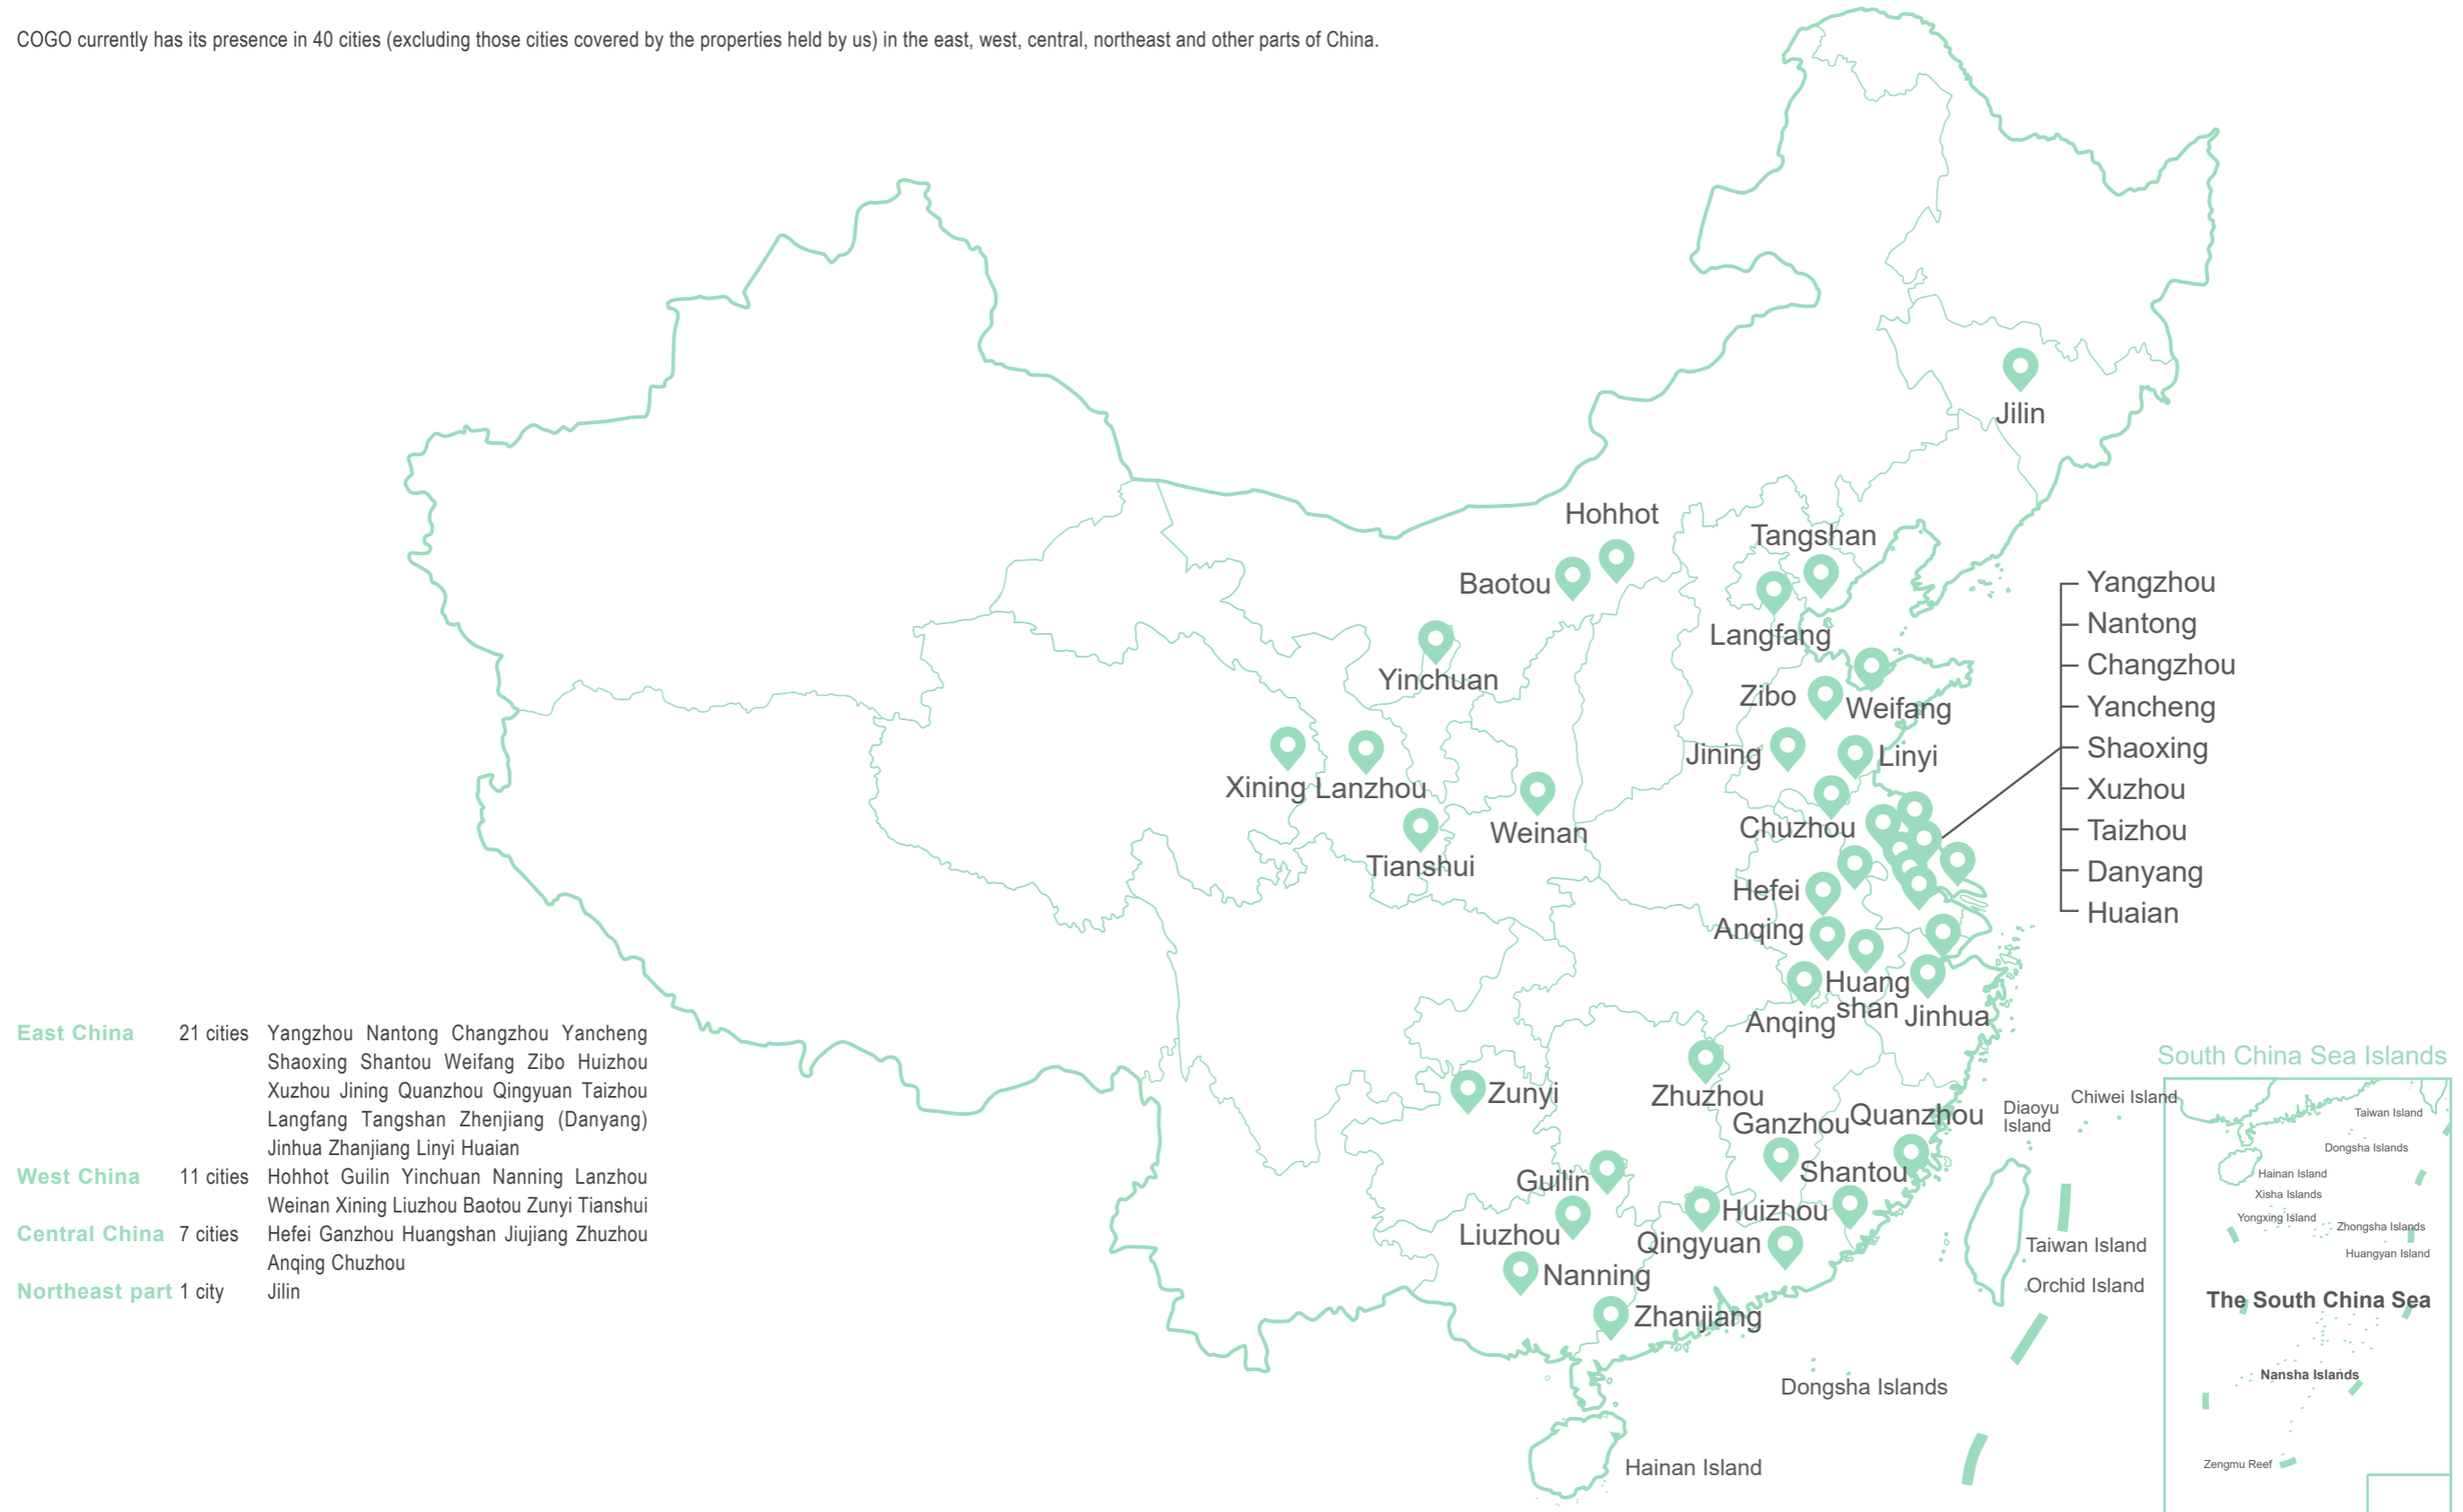 COGO currently has its presence in 40 cities (excluding those cities covered by the properties held by us) in the east, west, central, northeast and other parts of China.
Jilin
Hohhot
Tangshan
Baotou
Langfang
Yinchuan
Zibo
Weifang
Jining
Linyi
Xining
Lanzhou
Weinan
Tianshui
Chuzhou
Hefei
Anqing
Huang
shan
Anqing
Jinhua
Yangzhou
Nantong
Changzhou
Yancheng
Shaoxing
Xuzhou
Taizhou
Danyang
Huaian
Zunyi
Zhuzhou
Ganzhou
Quanzhou
Shantou
Guilin
Huizhou
Liuzhou
Qingyuan
Nanning
Zhanjiang
Diaoyu
Island
Chiwei Island
Taiwan Island
Orchid Island
Dongsha Islands
Hainan Island
East China 21 cities Yangzhou Nantong Changzhou Yancheng
Shaoxing Shantou Weifang Zibo Huizhou
Xuzhou Jining Quanzhou Qingyuan Taizhou
Langfang Tangshan Zhenjiang (Danyang)
Jinhua Zhanjiang Linyi Huaian
West China 11 cities Hohhot Guilin Yinchuan Nanning Lanzhou
Weinan Xining Liuzhou Baotou Zunyi Tianshui
Central China 7 cities Hefei Ganzhou Huangshan Jiujiang Zhuzhou
Anqing Chuzhou
Northeast part 1 city Jilin
South China Sea Islands
Taiwan Island
Dongsha Islands
Hainan Island
Xisha Islands
Yongxing Island
Zhongsha Islands
Huangyan Island
The South China Sea
Nansha Islands
Zengmu Reef